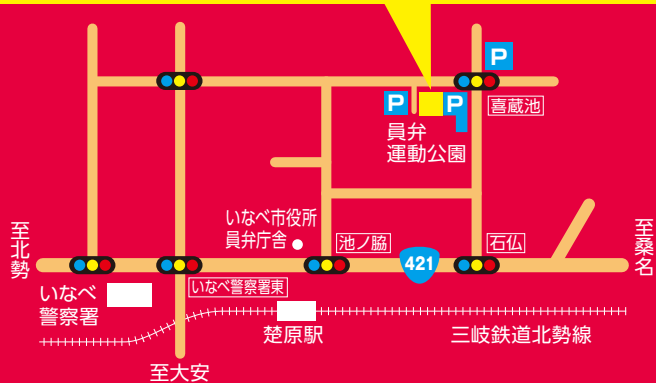 P
P
P
喜蔵池
員弁
運動公園
いなべ市役所
員弁庁舎
池ノ脇
石仏
至北勢
至桑名
421
いなべ
警察署
いなべ警察署東
楚原駅
三岐鉄道北勢線
至大安